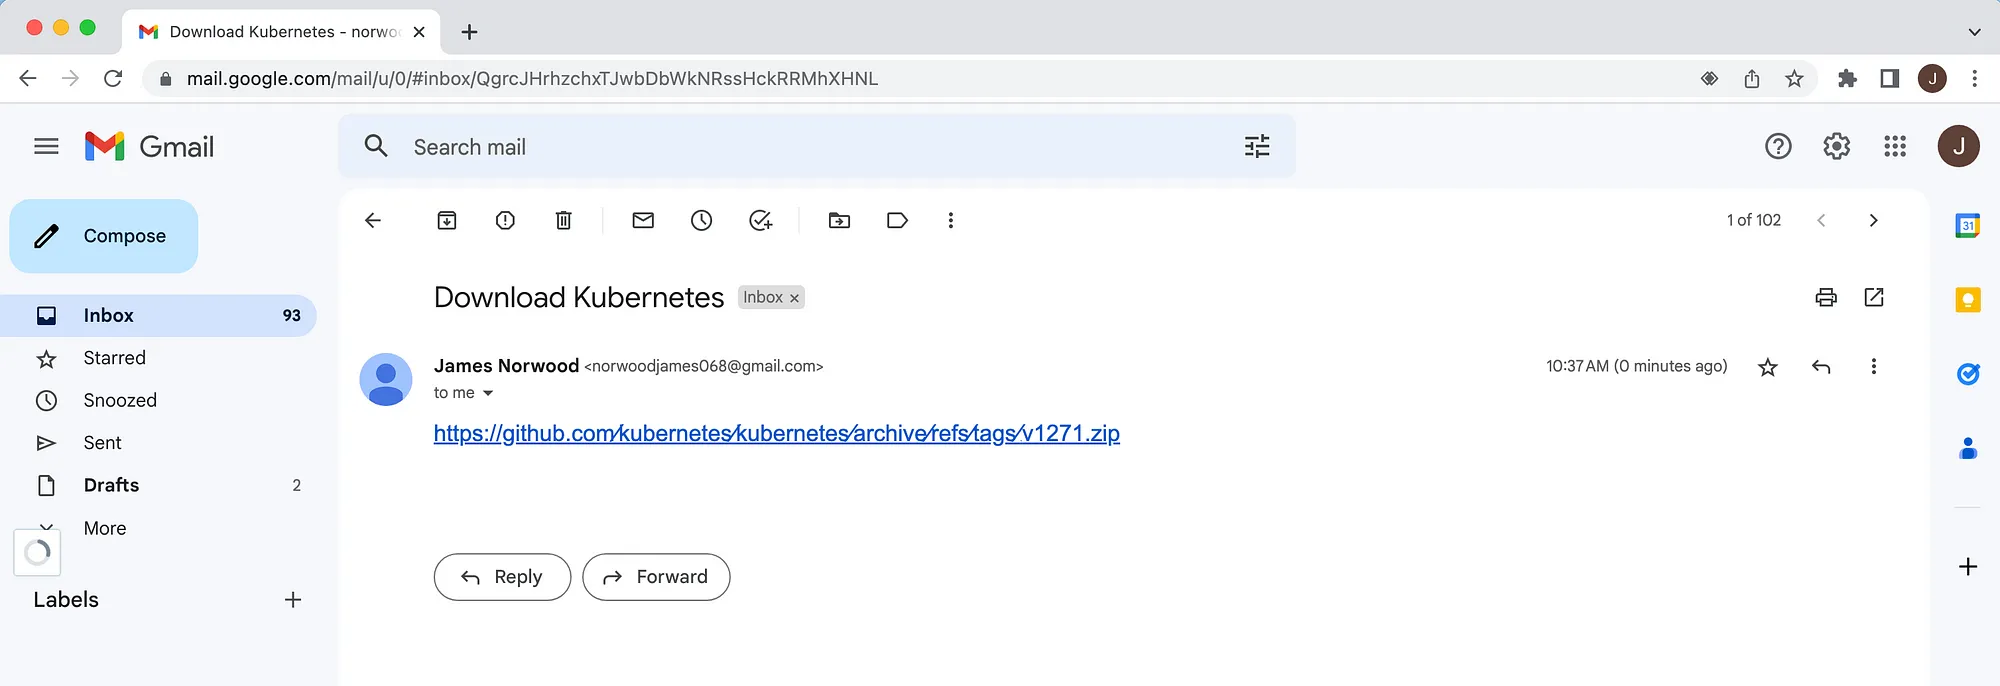 Download Kubernetes - norwo
mail.google.com/mail/u/0/#inbox/QgrcJHrhzchxTJwbDbWkNRssHckRRMhXHNL
J
Gmail
Search mail
J
Compose
1 of 102
31
Download Kubernetes Inbox ×
Inbox 93
Starred
Snoozed
Sent
Drafts 2
More
Labels
James Norwood <norwoodjames068@gmail.com>
10:37 AM (0 minutes ago)
to me
https://github.com∕kubernetes∕kubernetes∕archive∕refs∕tags∕v1271.zip
Reply
Forward